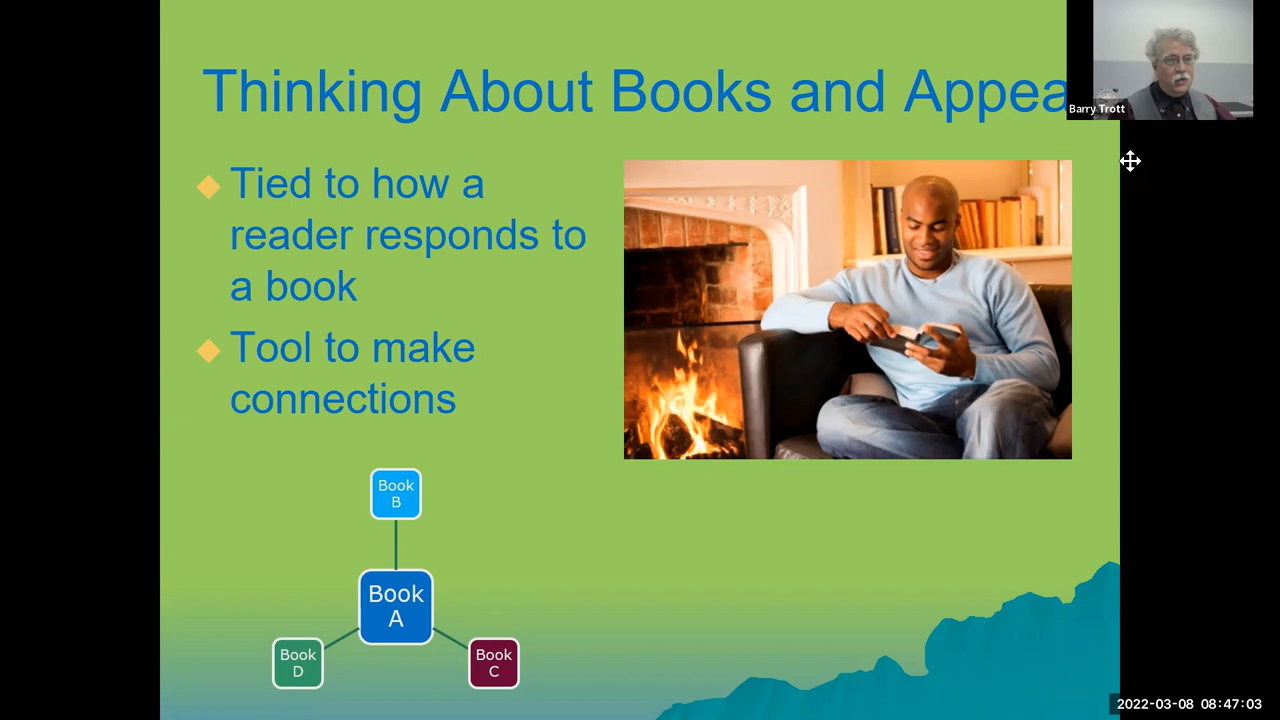 Thinking About Books and Appea
Barry Trott
Tied to how a
reader responds to
a book
Tool to make
connections
Book
B
Book
A
Book
D
Book
C
2022-03-08 08:47:03